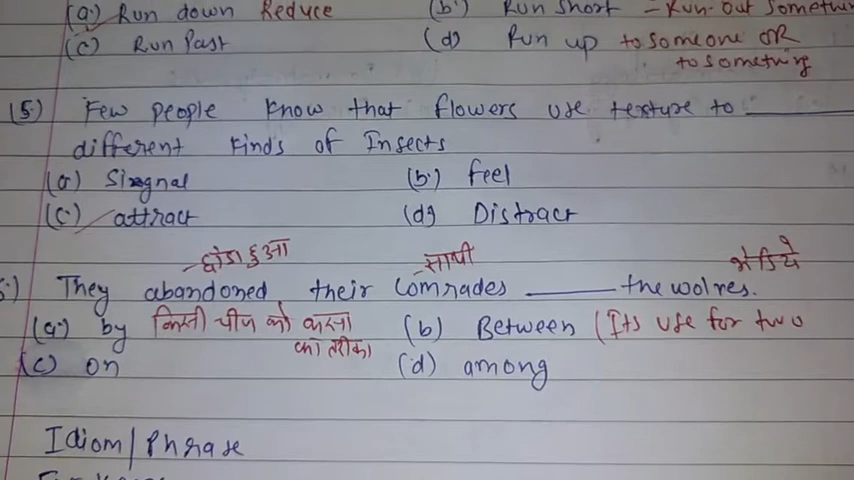 (a.) Run down Reduce (b.) Run short = Run out
(c) Run Past (d) Run up to someone OR
to something
(5.) Few people know that flowers use texture to ______
different kinds of Insects
(a) Signal (b.) feel
(c.) attract (d) Distract
साथी भेडिये
They abandoned their Comrades ______ the wolves.
(a.) by किसी चीज को करना (b) Between (Its use for two
का तरीका
(c) on (d) among
Idiom/Phrase